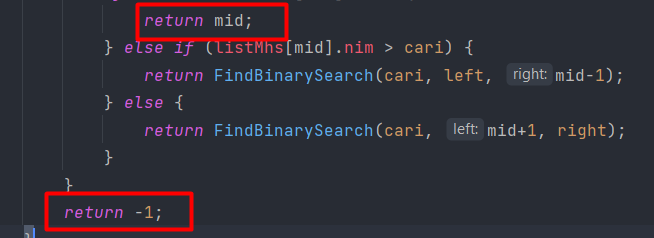 return mid;
} else if (listMhs[mid].nim > cari) {
return FindBinarySearch(cari, left, right: mid-1);
} else {
return FindBinarySearch(cari, left: mid+1, right);
}
}
return -1;
}